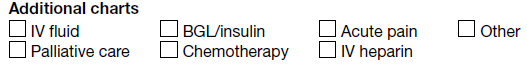 Additional charts
IV fluid BGL/insulin Acute pain Other
Palliative care Chemotherapy IV heparin